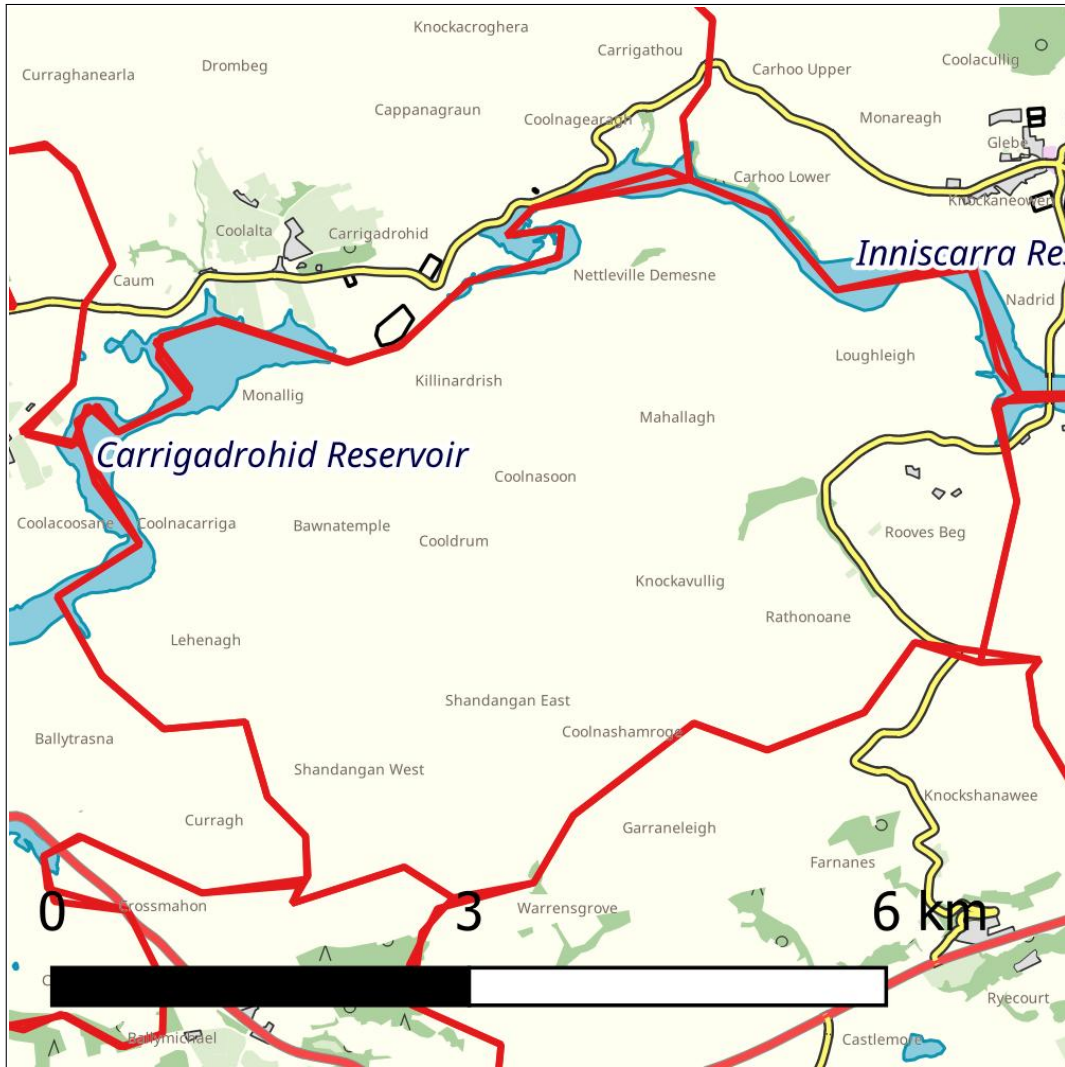 Knockacroghera
Carrigathou
Coolacullig
Drombeg
Carhoo Upper
Curraghanearla
Cappanagraun
Coolnagearagh
Monareagh
Glebe
Carhoo Lower
Knockaneowen
Coolalta
Carrigadrohid
Inniscarra Res
Nettleville Demesne
Caum
Nadrid
Loughleigh
Killinardrish
Monallig
Mahallagh
Carrigadrohid Reservoir
Coolnasoon
Coolacoosane
Coolnacarriga
Bawnatemple
Rooves Beg
Cooldrum
Knockavullig
Rathonoane
Lehenagh
Shandangan East
Coolnashamroge
Ballytrasna
Shandangan West
Knockshanawee
Curragh
Garraneleigh
Farnanes
Crossmahon
Warrensgrove
0 3 6 km
Ryecourt
Ballymichael
Castlemore